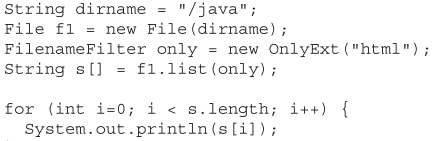 String dirname = "/java";
File f1 = new File(dirname);
FilenameFilter only = new OnlyExt("html");
String s[] = f1.list(only);
for (int i=0; i < s.length; i++) {
System.out.println(s[i]);